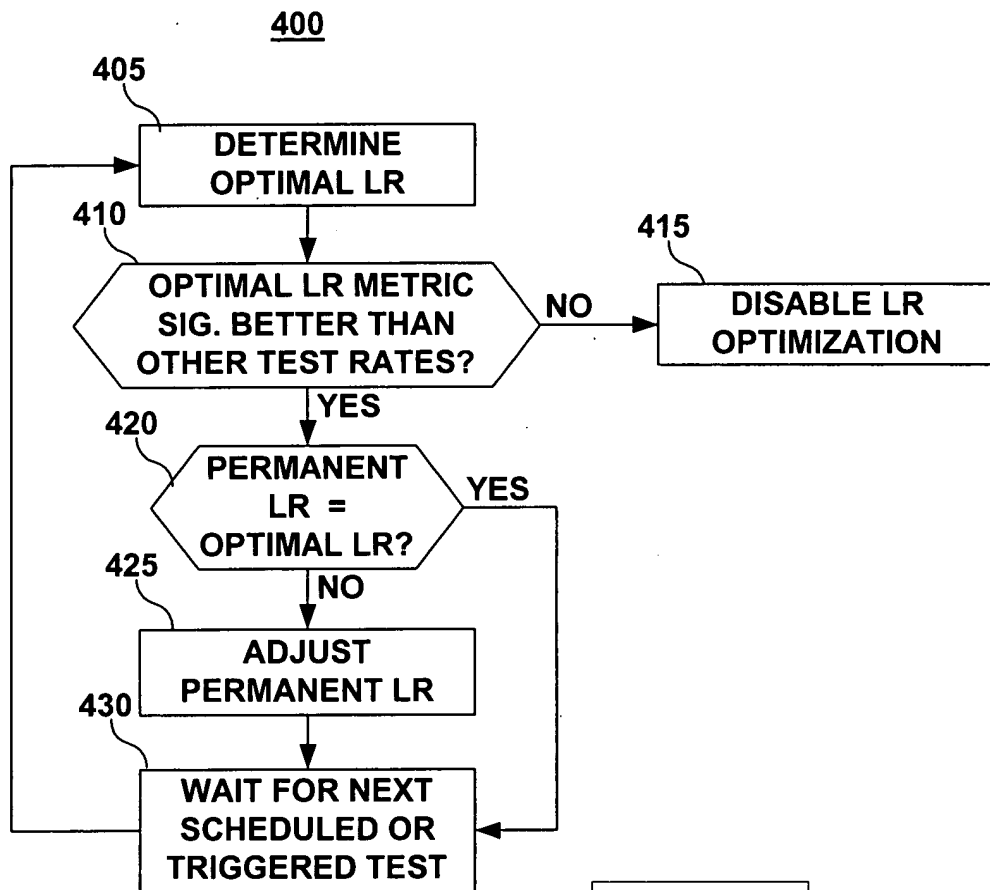 400
405
DETERMINE
OPTIMAL LR
410
OPTIMAL LR METRIC
SIG. BETTER THAN
OTHER TEST RATES?
NO
415
DISABLE LR
OPTIMIZATION
YES
420
PERMANENT
LR =
OPTIMAL LR?
YES
NO
425
ADJUST
PERMANENT LR
430
WAIT FOR NEXT
SCHEDULED OR
TRIGGERED TEST